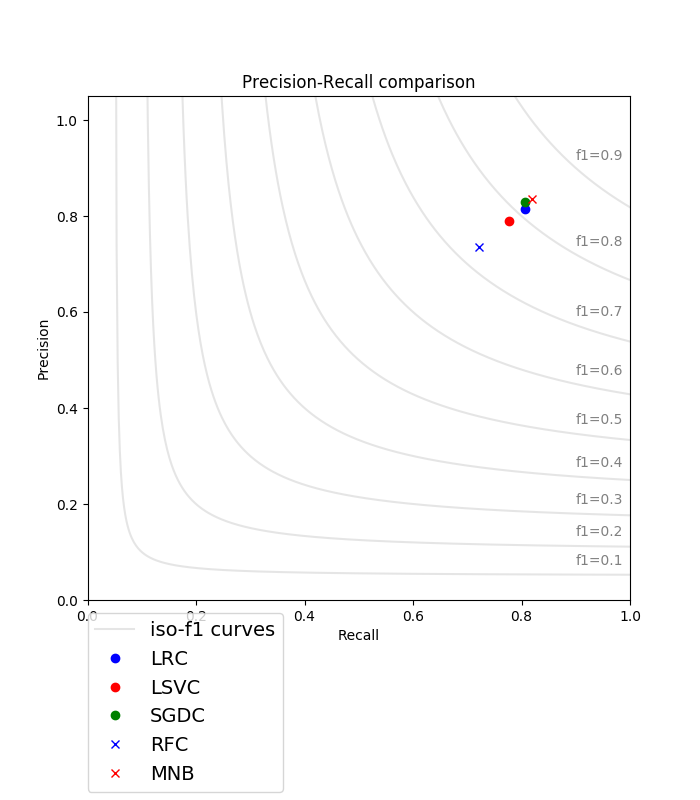 Precision-Recall comparison
1.0
0.8
0.6
0.4
0.2
0.0
Precision
f1=0.9
f1=0.8
f1=0.7
f1=0.6
f1=0.5
f1=0.4
f1=0.3
f1=0.2
f1=0.1
0.0 0.2 0.4 0.6 0.8 1.0
Recall
iso-f1 curves
LRC
LSVC
SGDC
RFC
MNB